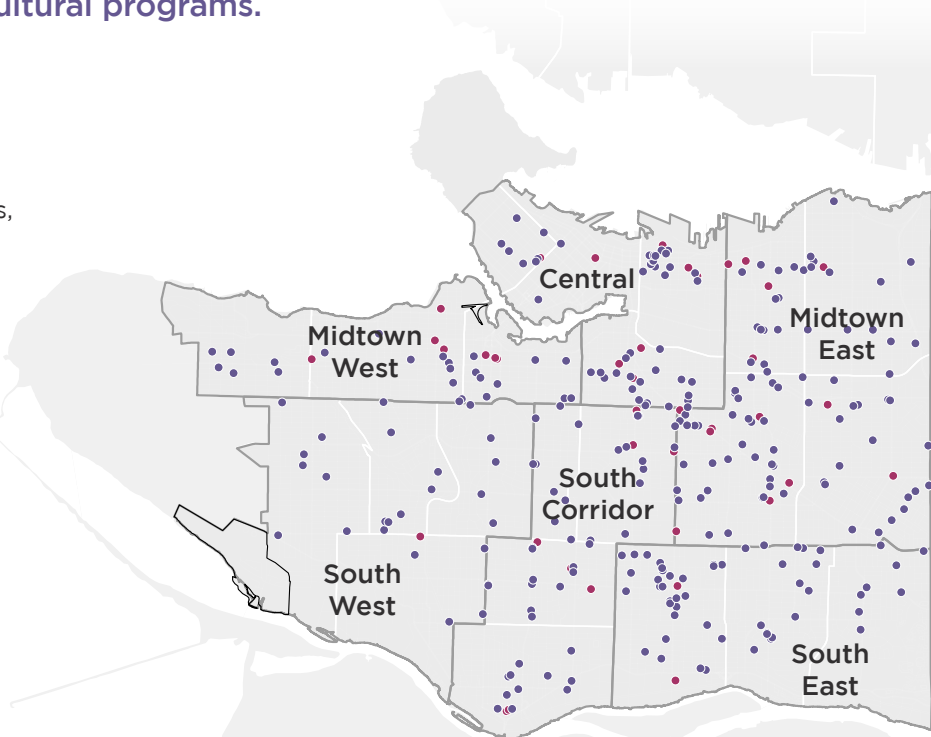 ultural programs.
s,
Central
Midtown
West
Midtown
East
South
Corridor
South
West
South
East